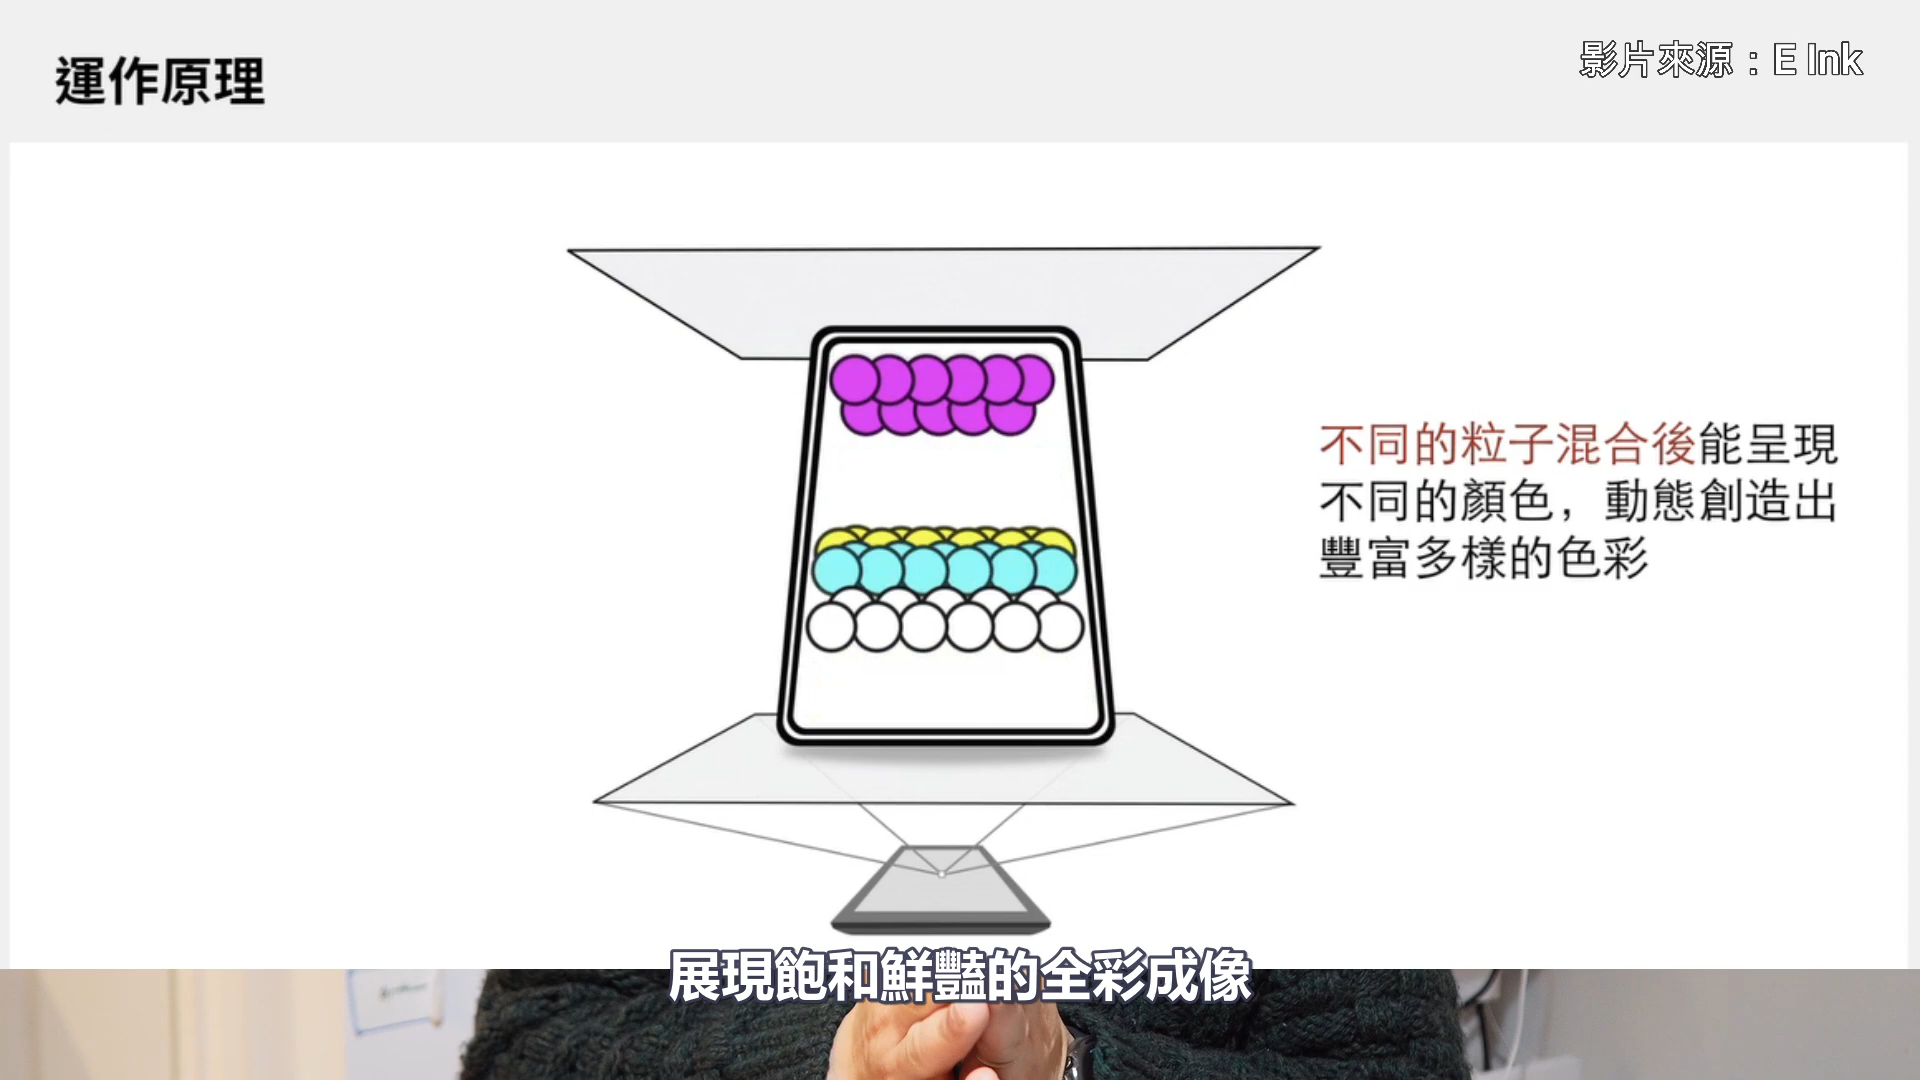 運作原理
影片來源：E Ink
不同的粒子混合後能呈現
不同的顏色，動態創造出
豐富多樣的色彩
展現飽和鮮豔的全彩成像